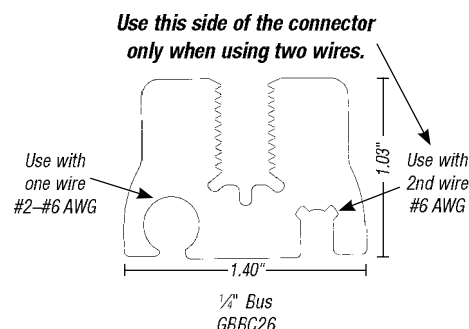 Use this side of the connector
only when using two wires.
Use with
one wire
#2–#6 AWG
1.03"
Use with
2nd wire
#6 AWG
1.40"
¼" Bus
GBBC26